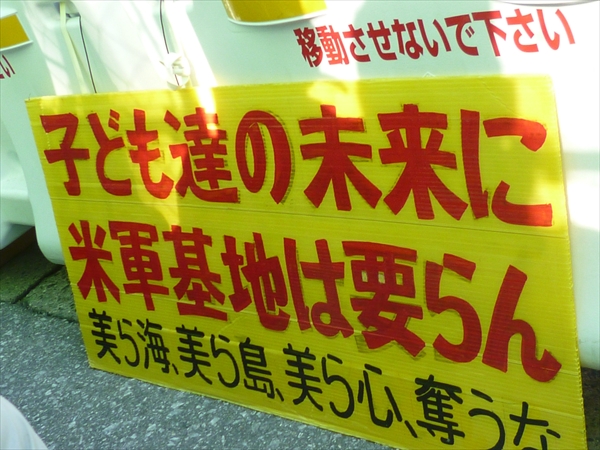 移動させないで下さい
い
子ども達の未来に
米軍基地は要らん
美ら海、美ら島、美ら心、奪うな